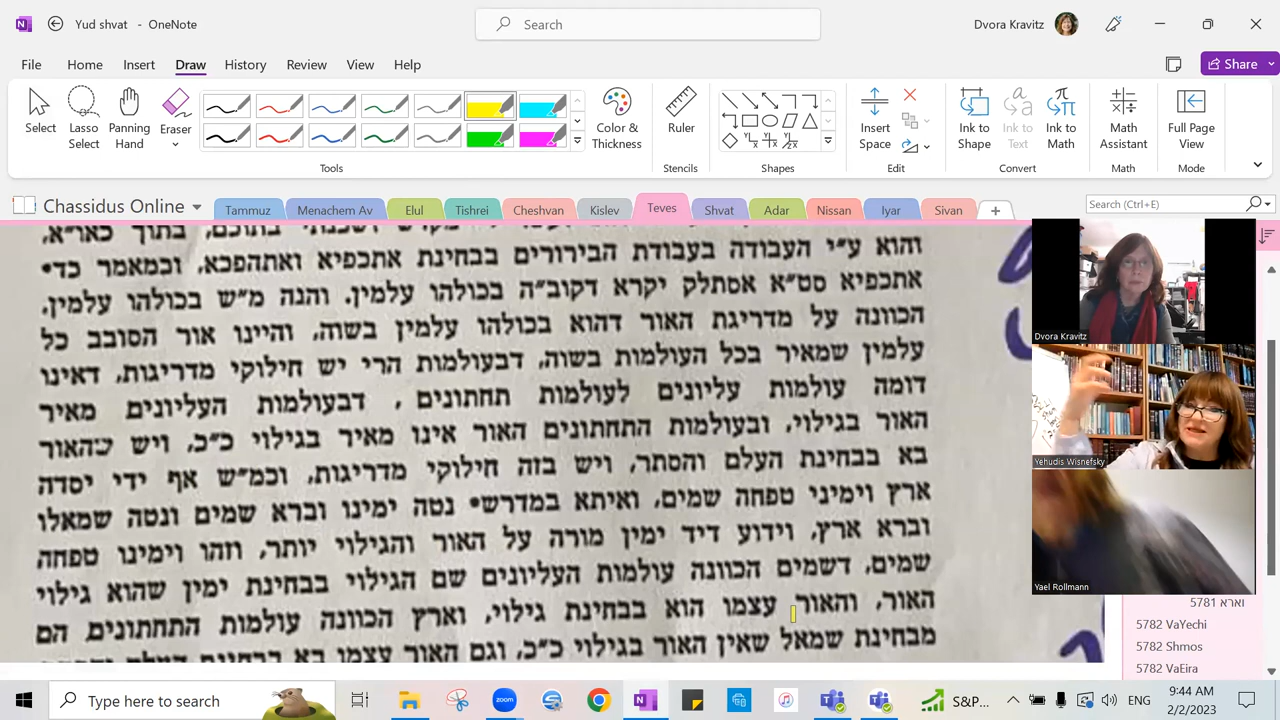 Yud shvat - OneNote
Search
Dvora Kravitz
File Home Insert Draw History Review View Help
Share
Select
Lasso Select
Panning Hand
Eraser
Color & Thickness
Ruler
Insert Space
Ink to Shape
Ink to Text
Ink to Math
Math Assistant
Full Page View
Tools Stencils Shapes Edit Convert Math Mode
Chassidus Online
Tammuz Menachem Av Elul Tishrei Cheshvan Kislev Teves Shvat Adar Nissan Iyar Sivan
Search (Ctrl+E)
בתוכם, בתוך כאו״א,
והוא ע״י העבודה בעבודת הבירורים בבחינת אתכפיא ואתהפכא, ובמאמר כד•
אתכפיא סט״א אסתלק יקרא דקוב״ה בכולהו עלמין. והנה מ״ש בכולהו עלמין.
הכוונה על מדריגת האור דהוא בכולהו עלמין בשוה, והיינו אור הסובב כל
עלמין שמאיר בכל העולמות בשוה, דבעולמות הרי יש חילוקי מדריגות, דאינו
דומה עולמות עליונים לעולמות תחתונים, דבעולמות העליונים מאיר
האור בגילוי, ובעולמות התחתונים האור אינו מאיר בגילוי כ״כ, ויש שהאור
בא בבחינת העלם והסתר, ויש בזה חילוקי מדריגות, וכמ״ש אף ידי יסדה
ארץ וימיני טפחה שמים, ואיתא במדרש• נטה ימינו וברא שמים ונטה שמאלו
וברא ארץ, וידוע דיד ימין מורה על האור והגילוי יותר, וזהו וימינו טפחה
שמים, דשמים הכוונה עולמות העליונים שם הגילוי בבחינת ימין שהוא גילוי
האור, והאור עצמו הוא בבחינת גילוי, וארץ הכוונה עולמות התחתונים, הם
מבחינת שמאל שאין האור בגילוי כ״כ, וגם האור עצמו בא בבחינת
Dvora Kravitz
Yehudis Wisnefsky
Yael Rollmann
וארא 5781
5782 VaYechi
5782 Shmos
5782 VaEira
Type here to search
zoom
S&P...
ENG
9:44 AM
2/2/2023